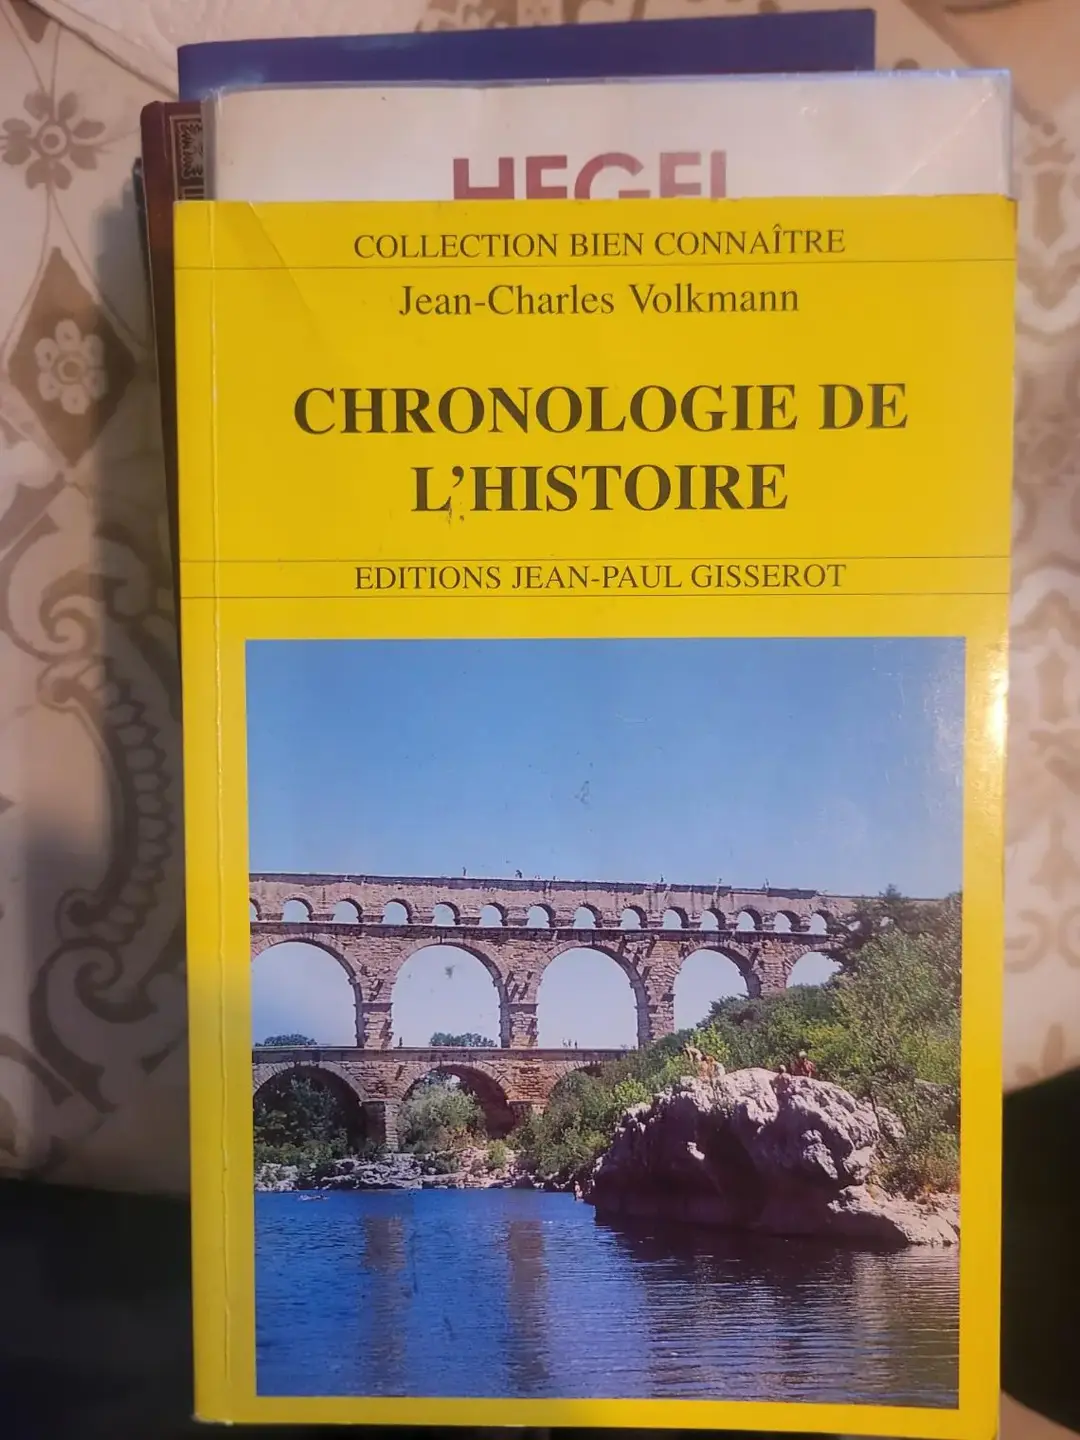 HEGEL
COLLECTION BIEN CONNAÎTRE
Jean-Charles Volkmann
CHRONOLOGIE DE
L'HISTOIRE
EDITIONS JEAN-PAUL GISSEROT